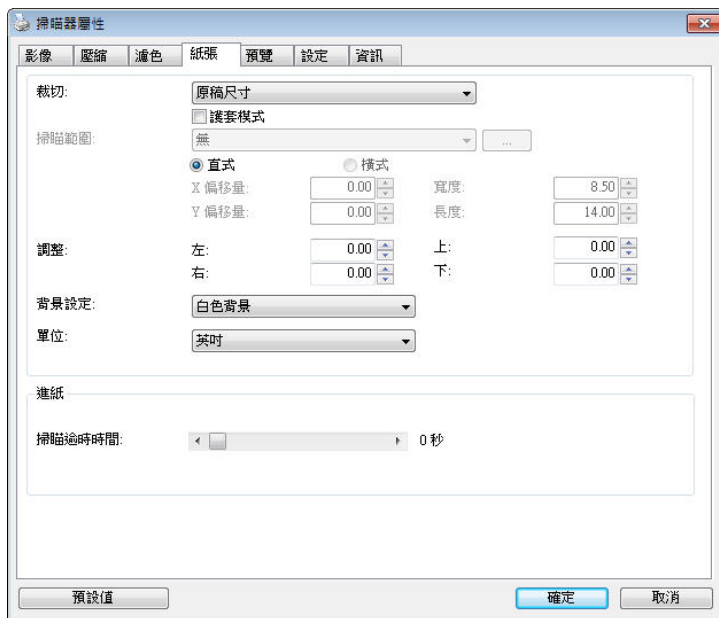 掃瞄器屬性
影像 壓縮 濾色 紙張 預覽 設定 資訊
裁切: 原稿尺寸
護套模式
掃瞄範圍: 無 ...
直式 橫式
X 偏移量: 0.00 寬度: 8.50
Y 偏移量: 0.00 長度: 14.00
調整: 左: 0.00 上: 0.00
右: 0.00 下: 0.00
背景設定: 白色背景
單位: 英吋
進紙
掃瞄逾時時間: 0 秒
預設值 確定 取消